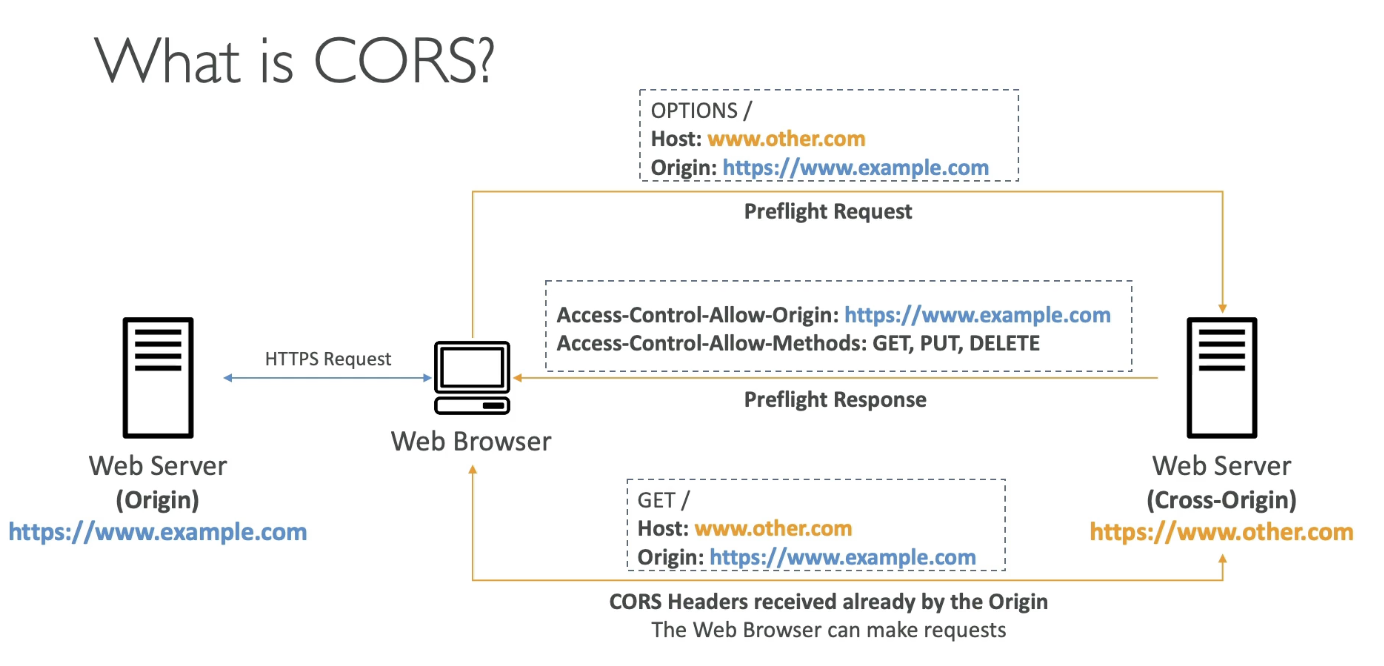 What is CORS?
OPTIONS /
Host: www.other.com
Origin: https://www.example.com
Preflight Request
Access-Control-Allow-Origin: https://www.example.com
Access-Control-Allow-Methods: GET, PUT, DELETE
Preflight Response
HTTPS Request
Web Browser
Web Server
(Origin)
https://www.example.com
Web Server
(Cross-Origin)
https://www.other.com
GET /
Host: www.other.com
Origin: https://www.example.com
CORS Headers received already by the Origin
The Web Browser can make requests